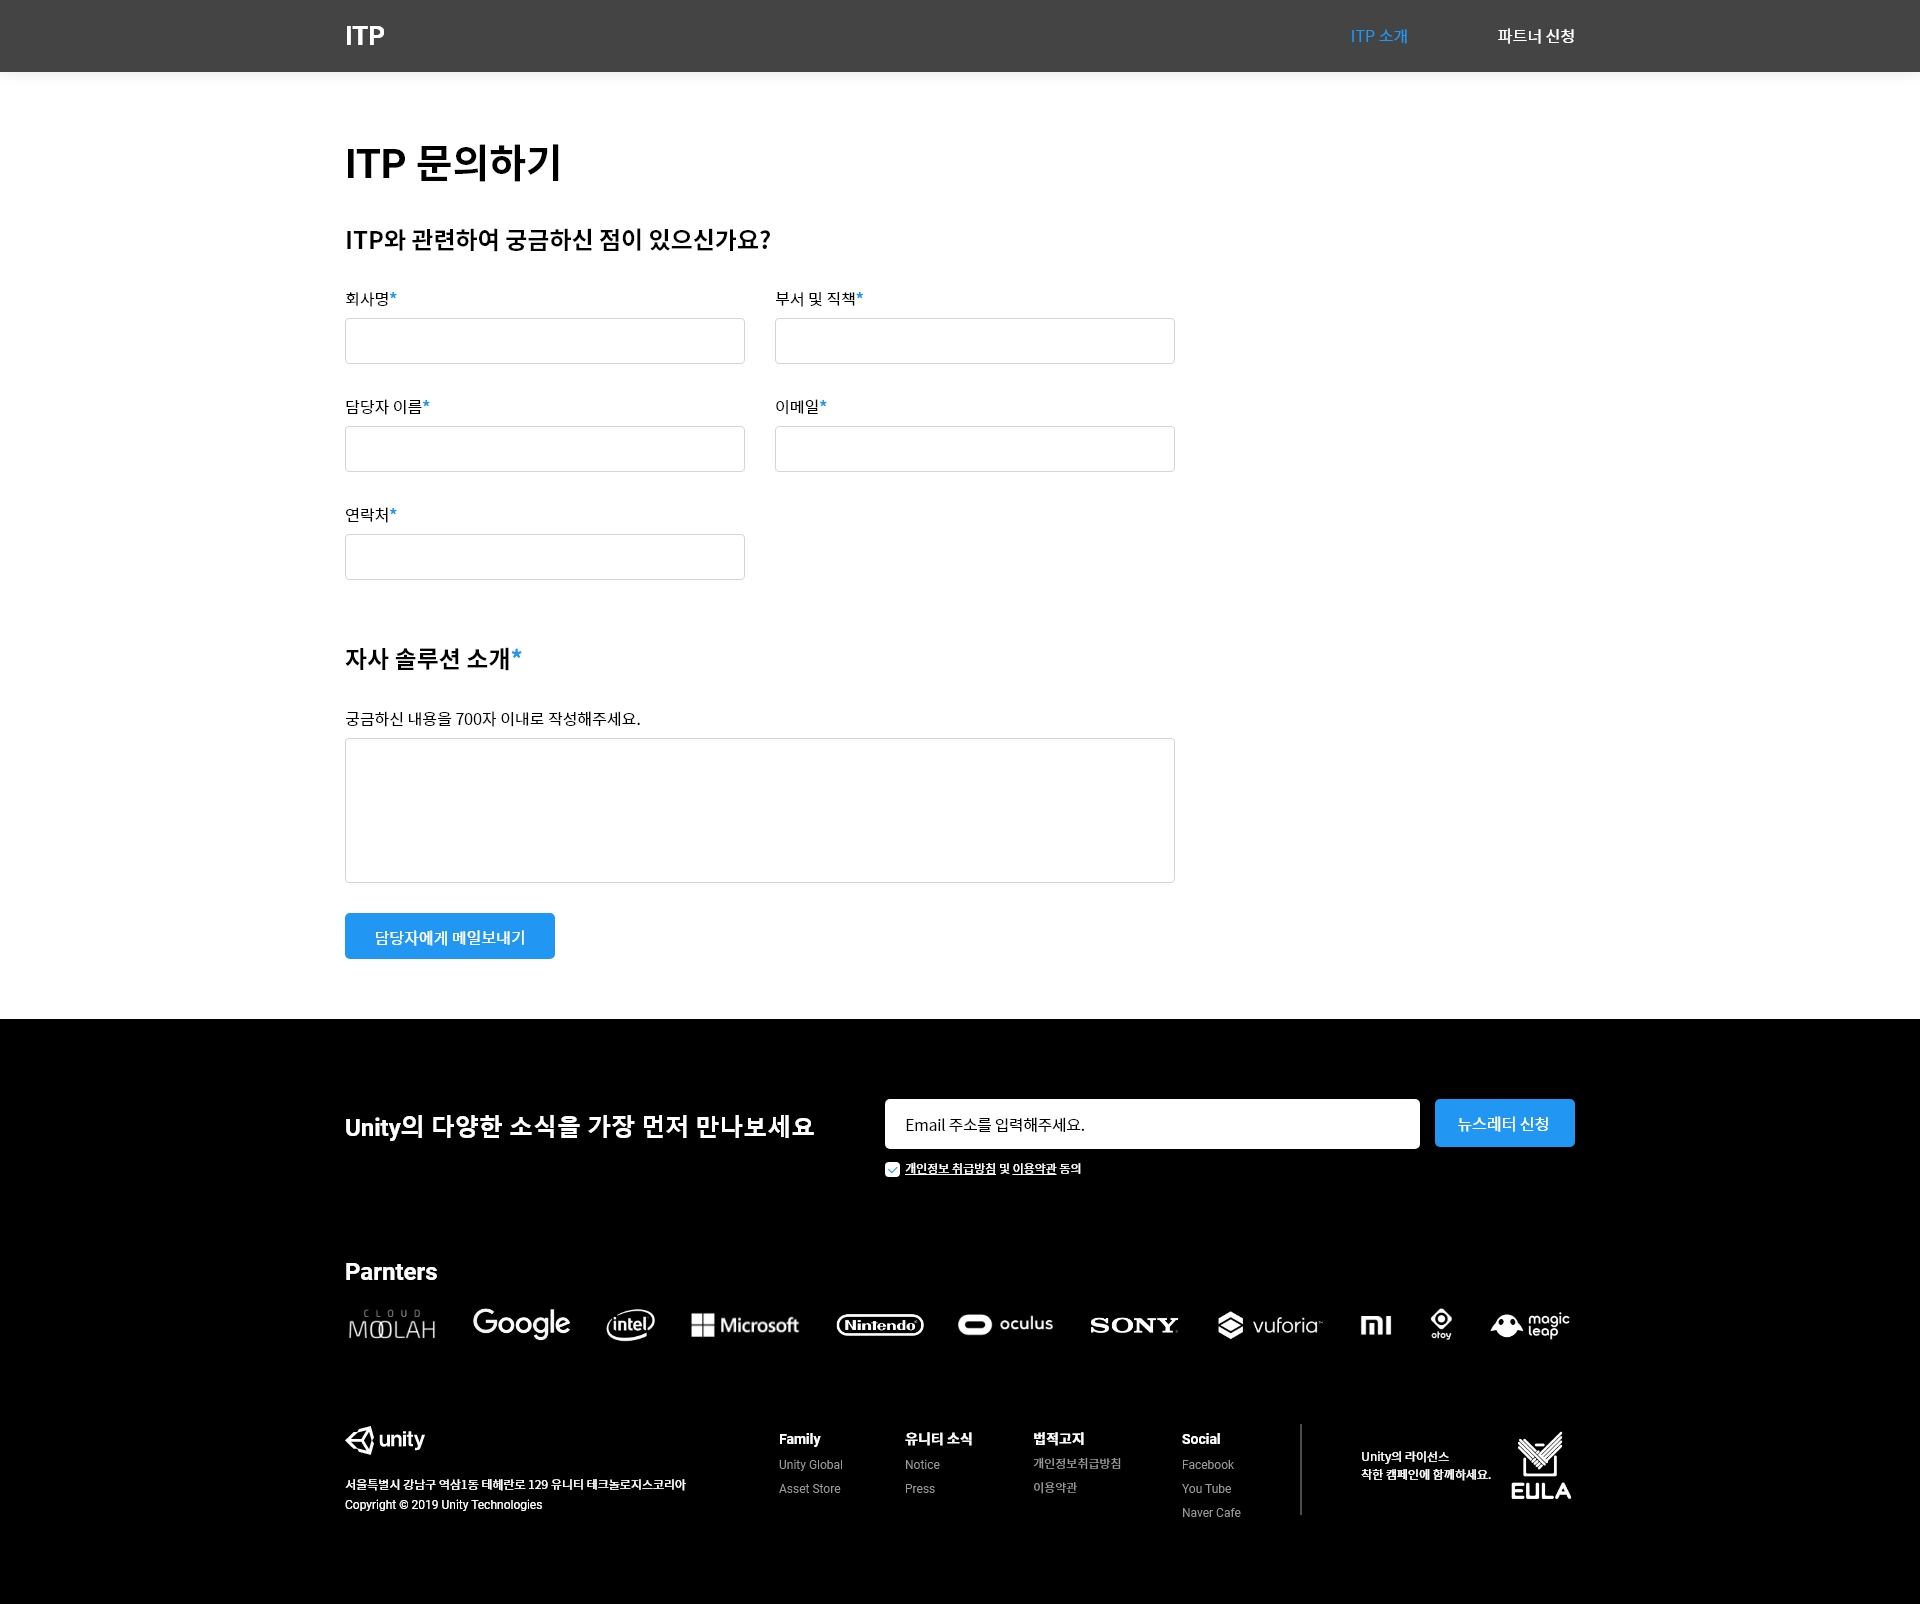 ITP
ITP 소개
파트너 신청
ITP 문의하기
ITP와 관련하여 궁금하신 점이 있으신가요?
회사명*
부서 및 직책*
담당자 이름*
이메일*
연락처*
자사 솔루션 소개*
궁금하신 내용을 700자 이내로 작성해주세요.
담당자에게 메일보내기
Unity의 다양한 소식을 가장 먼저 만나보세요
Email 주소를 입력해주세요.
뉴스레터 신청
개인정보 취급방침 및 이용약관 동의
Parnters
CLOUD
MOOLAH
Google
intel
Microsoft
Nintendo
oculus
SONY
vuforia™
mi
otoy
magic
leap
unity
서울특별시 강남구 역삼1동 테헤란로 129 유니티 테크놀로지스코리아
Copyright © 2019 Unity Technologies
Family
Unity Global
Asset Store
유니티 소식
Notice
Press
법적고지
개인정보취급방침
이용약관
Social
Facebook
You Tube
Naver Cafe
Unity의 라이선스
착한 캠페인에 함께하세요.
EULA